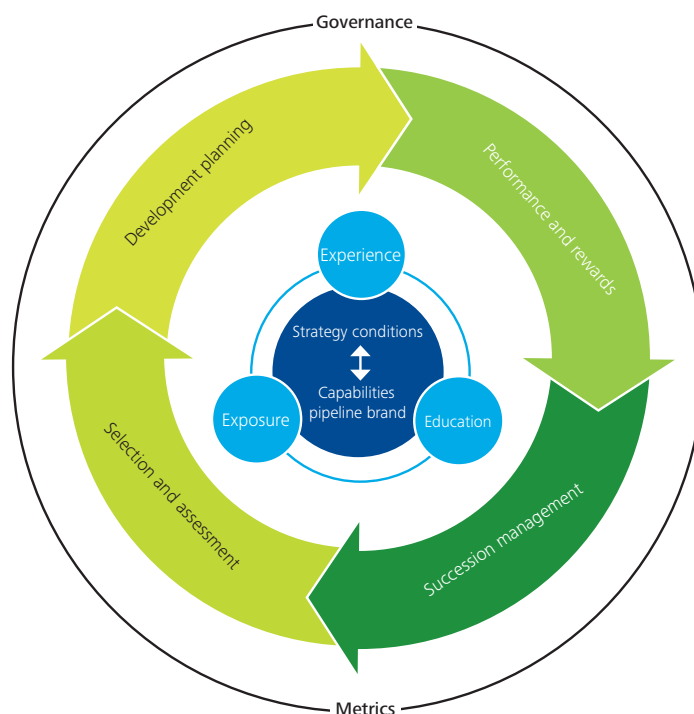 Governance
Development planning
Performance and rewards
Experience
Strategy conditions
Capabilities
pipeline brand
Exposure
Education
Selection and assessment
Succession management
Metrics